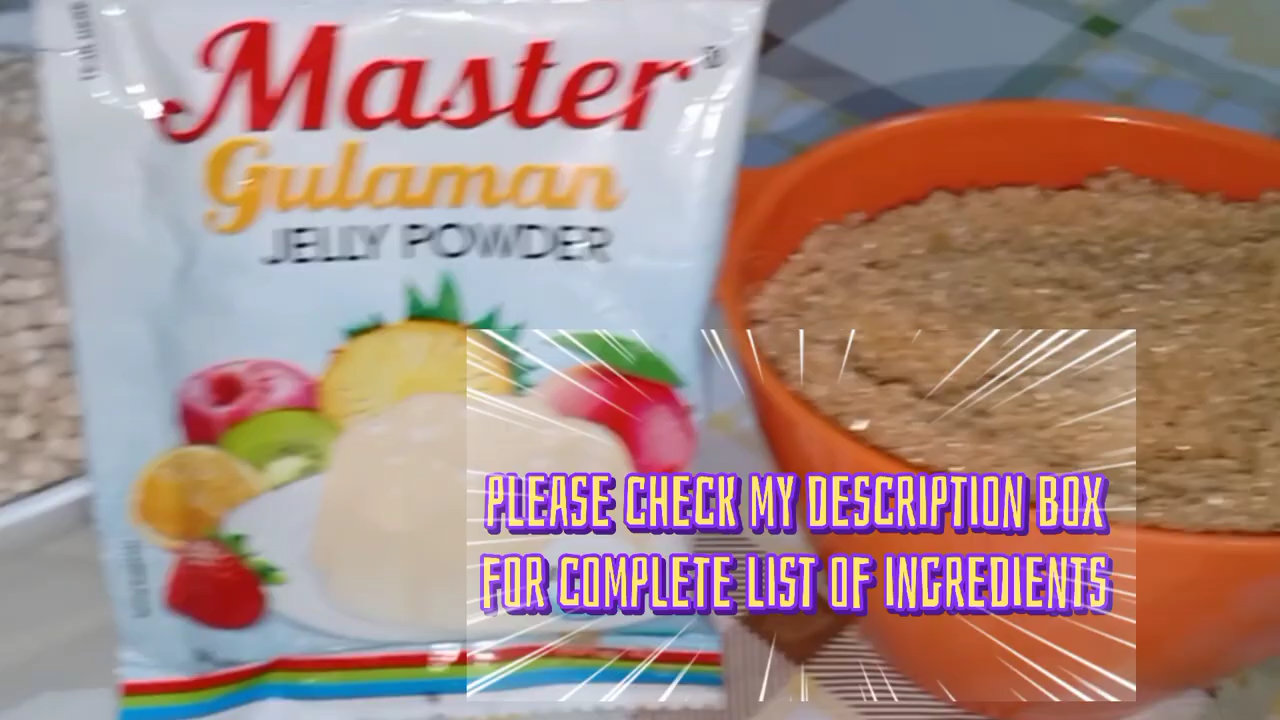 Master
Gulaman
JELLY POWDER
PLEASE CHECK MY DESCRIPTION BOX
FOR COMPLETE LIST OF INGREDIENTS